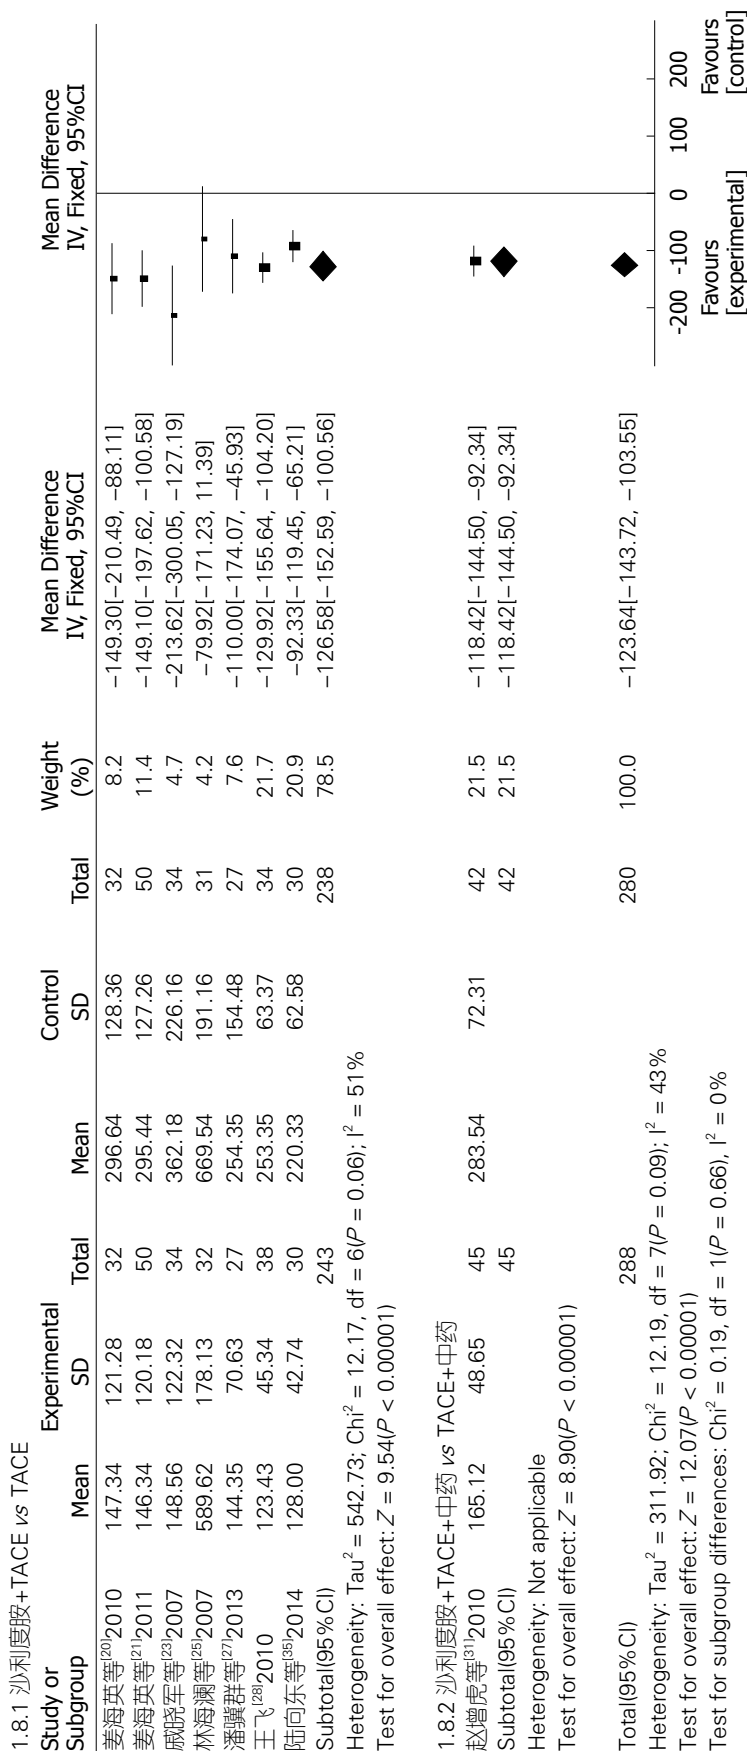 1.8.1 沙利度胺+TACE vs TACE
Study or Experimental Control Weight Mean Difference Mean Difference
Subgroup Mean SD Total Mean SD Total (%) IV, Fixed, 95%CI IV, Fixed, 95%CI
姜海英等[20]2010 147.34 121.28 32 296.64 128.36 32 8.2 −149.30[−210.49, −88.11]
姜海英等[21]2011 146.34 120.18 50 295.44 127.26 50 11.4 −149.10[−197.62, −100.58]
戚晓军等[23]2007 148.56 122.32 34 362.18 226.16 34 4.7 −213.62[−300.05, −127.19]
林海澜等[25]2007 589.62 178.13 32 669.54 191.16 31 4.2 −79.92[−171.23, 11.39]
潘骥群等[27]2013 144.35 70.63 27 254.35 154.48 27 7.6 −110.00[−174.07, −45.93]
王飞[28]2010 123.43 45.34 38 253.35 63.37 34 21.7 −129.92[−155.64, −104.20]
陆向东等[35]2014 128.00 42.74 30 220.33 62.58 30 20.9 −92.33[−119.45, −65.21]
Subtotal(95%CI) 243 238 78.5 −126.58[−152.59, −100.56]
Heterogeneity: Tau² = 542.73; Chi² = 12.17, df = 6(P = 0.06); I² = 51%
Test for overall effect: Z = 9.54(P < 0.00001)
1.8.2 沙利度胺+TACE+中药 vs TACE+中药
赵增虎等[31]2010 165.12 48.65 45 283.54 72.31 42 21.5 −118.42[−144.50, −92.34]
Subtotal(95%CI) 45 42 21.5 −118.42[−144.50, −92.34]
Heterogeneity: Not applicable
Test for overall effect: Z = 8.90(P < 0.00001)
Total(95%CI) 288 280 100.0 −123.64[−143.72, −103.55]
Heterogeneity: Tau² = 311.92; Chi² = 12.19, df = 7(P = 0.09); I² = 43%
Test for overall effect: Z = 12.07(P < 0.00001)
Test for subgroup differences: Chi² = 0.19, df = 1(P = 0.66), I² = 0%
-200 -100 0 100 200
Favours Favours
[experimental] [control]